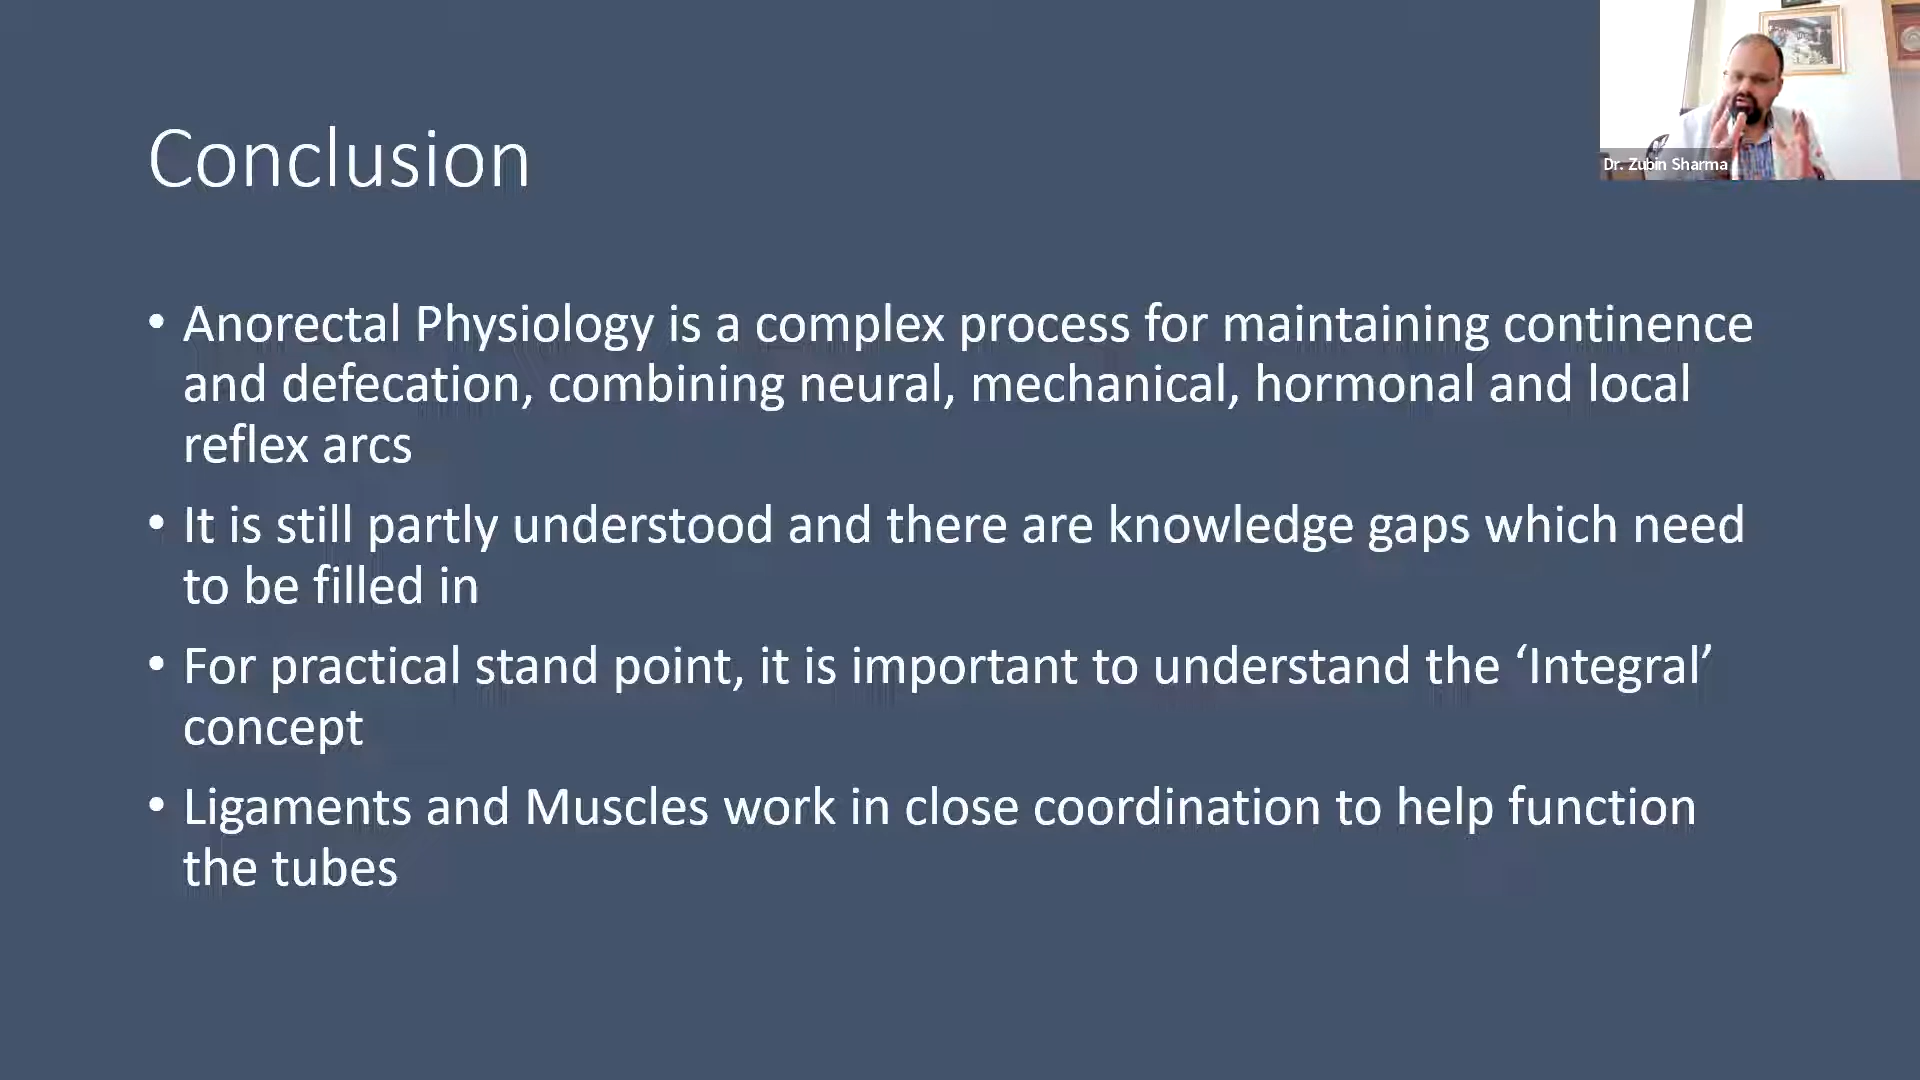 Dr. Zubin Sharma
Conclusion
• Anorectal Physiology is a complex process for maintaining continence
and defecation, combining neural, mechanical, hormonal and local
reflex arcs
• It is still partly understood and there are knowledge gaps which need
to be filled in
• For practical stand point, it is important to understand the ‘Integral’
concept
• Ligaments and Muscles work in close coordination to help function
the tubes